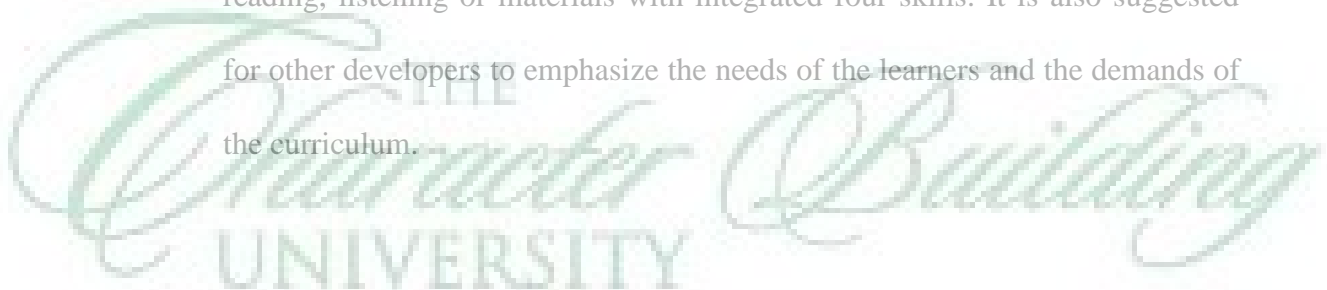 reading, listening or materials with integrated four skills. It is also suggested
for other developers to emphasize the needs of the learners and the demands of
the curriculum.
THE
Character Building
UNIVERSITY